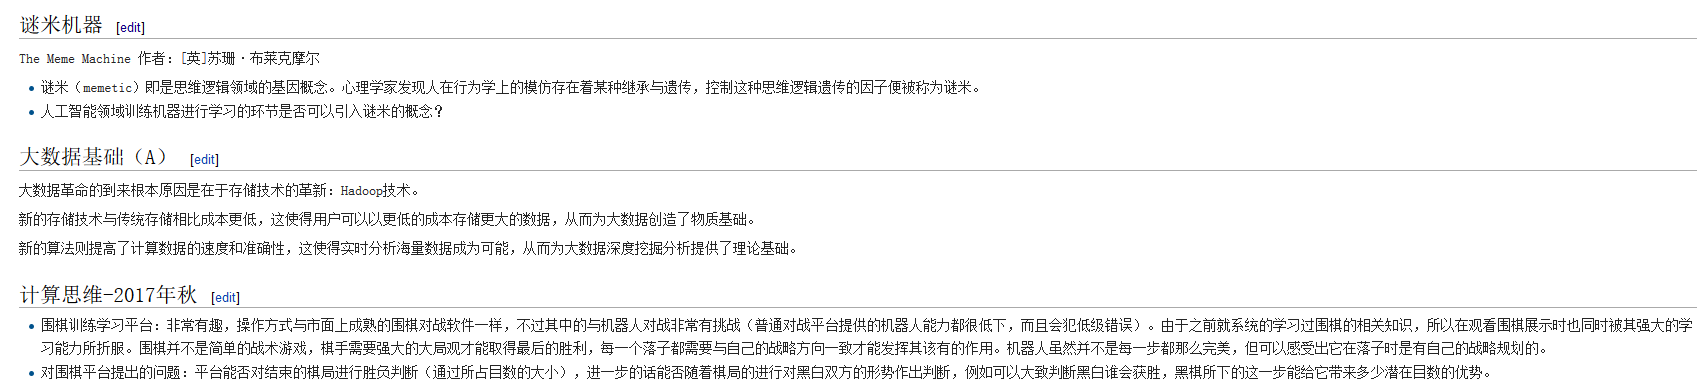 谜米机器 [edit]
The Meme Machine 作者：[英]苏珊·布莱克摩尔
谜米（memetic）即是思维逻辑领域的基因概念。心理学家发现人在行为学上的模仿存在着某种继承与遗传，控制这种思维逻辑遗传的因子便被称为谜米。
人工智能领域训练机器进行学习的环节是否可以引入谜米的概念？
大数据基础（A） [edit]
大数据革命的到来根本原因是在于存储技术的革新：Hadoop技术。
新的存储技术与传统存储相比成本更低，这使得用户可以以更低的成本存储更大的数据，从而为大数据创造了物质基础。
新的算法则提高了计算数据的速度和准确性，这使得实时分析海量数据成为可能，从而为大数据深度挖掘分析提供了理论基础。
计算思维-2017年秋 [edit]
围棋训练学习平台：非常有趣，操作方式与市面上成熟的围棋对战软件一样，不过其中的与机器人对战非常有挑战（普通对战平台提供的机器人能力都很低下，而且会犯低级错误）。由于之前就系统的学习过围棋的相关知识，所以在观看围棋展示时也同时被其强大的学
习能力所折服。围棋并不是简单的战术游戏，棋手需要强大的大局观才能取得最后的胜利，每一个落子都需要与自己的战略方向一致才能发挥其该有的作用。机器人虽然并不是每一步都那么完美，但可以感受出它在落子时是有自己的战略规划的。
对围棋平台提出的问题：平台能否对结束的棋局进行胜负判断（通过所占目数的大小），进一步的话能否随着棋局的进行对黑白双方的形势作出判断，例如可以大致判断黑白谁会获胜，黑棋所下的这一步能给它带来多少潜在目数的优势。